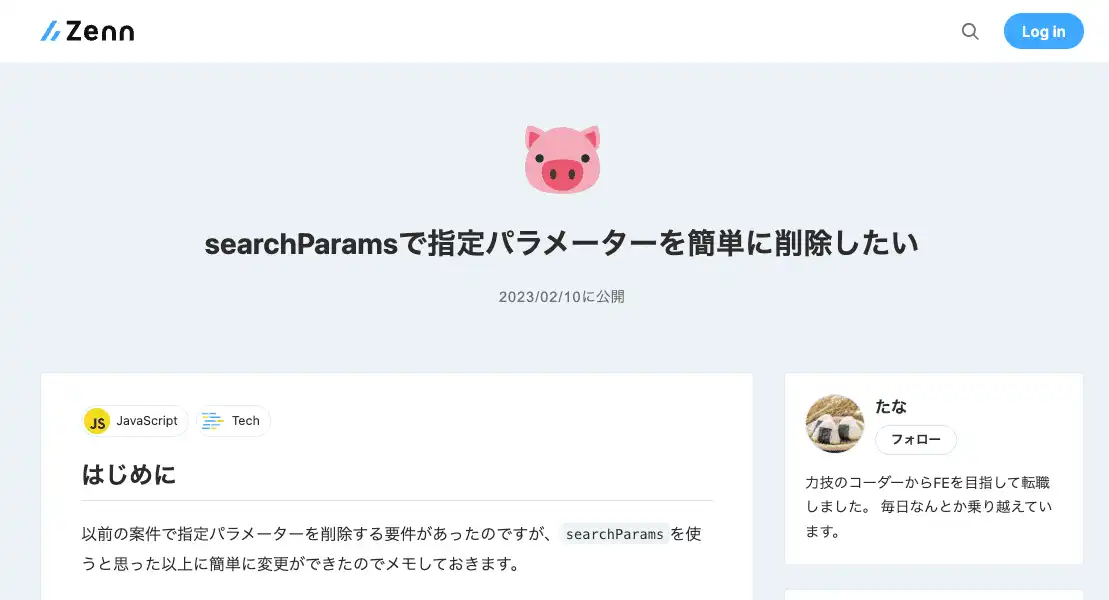 Zenn
Log in
searchParamsで指定パラメーターを簡単に削除したい
2023/02/10に公開
JS JavaScript
Tech
はじめに
以前の案件で指定パラメーターを削除する要件があったのですが、 searchParams を使
うと思った以上に簡単に変更ができたのでメモしておきます。
たな
フォロー
力技のコーダーからFEを目指して転職
しました。 毎日なんとか乗り越えてい
ます。